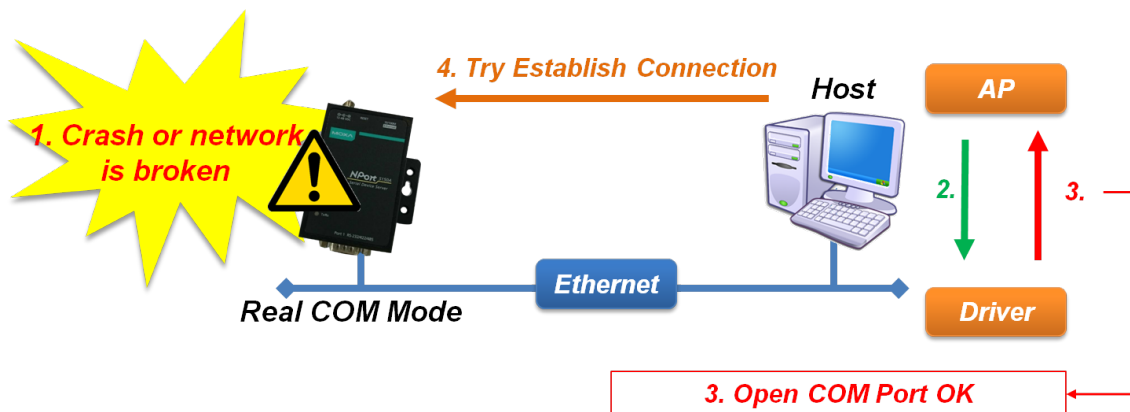 4. Try Establish Connection
Host
AP
1. Crash or network
is broken
NPort
2.
3.
Ethernet
Real COM Mode
Driver
3. Open COM Port OK